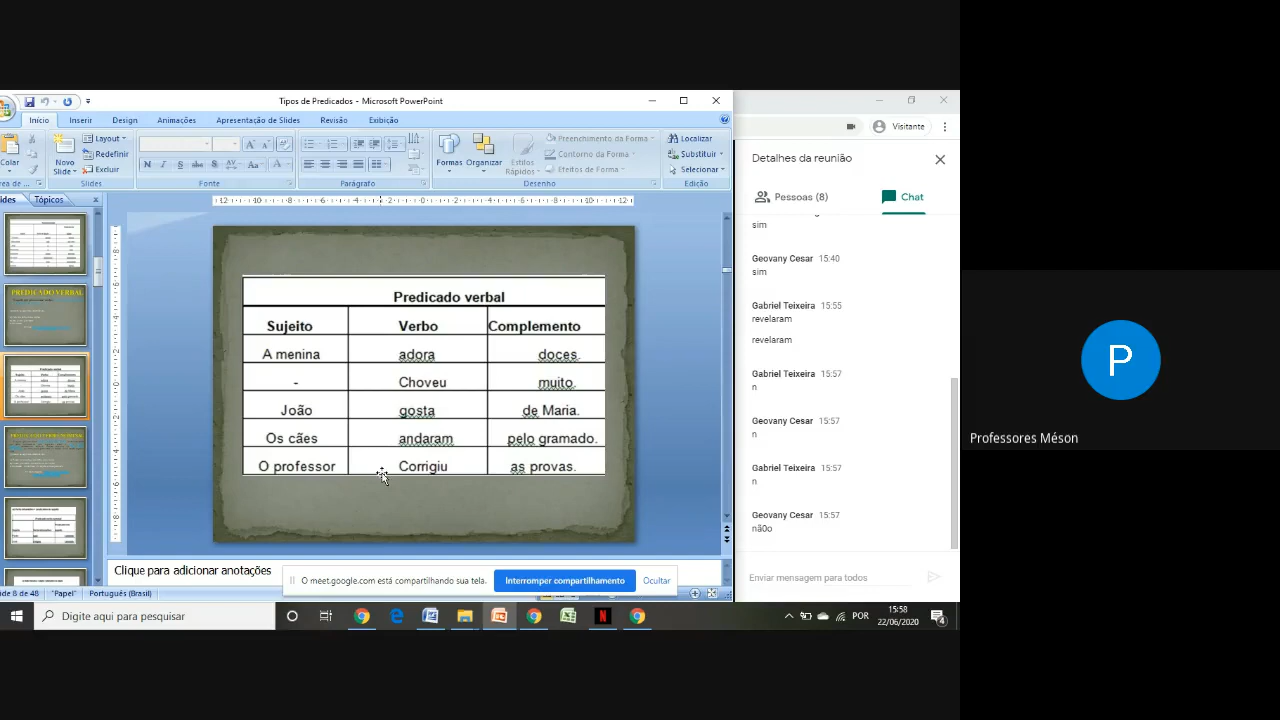 Tipos de Predicados - Microsoft PowerPoint
Início Inserir Design Animações Apresentação de Slides Revisão Exibição
Colar
Novo Slide
Layout
Redefinir
Excluir
Formas Organizar Estilos Rápidos
Preenchimento da Forma
Contorno da Forma
Efeitos de Forma
Localizar
Substituir
Selecionar
Slides Fonte Parágrafo Desenho Edição
Tópicos
PREDICADO VERBAL
Predicado verbal
Sujeito Verbo Complemento
A menina adora doces.
- Choveu muito.
João gosta de Maria.
Os cães andaram pelo gramado.
O professor Corrigiu as provas.
Clique para adicionar anotações
O meet.google.com está compartilhando sua tela. Interromper compartilhamento Ocultar
de 8 de 48 "Papel" Português (Brasil)
Digite aqui para pesquisar
POR
15:58
22/06/2020
4
Visitante
Detalhes da reunião
Pessoas (8) Chat
sim
Geovany Cesar 15:40
sim
Gabriel Teixeira 15:55
revelaram
revelaram
Gabriel Teixeira 15:57
n
Geovany Cesar 15:57
n
Gabriel Teixeira 15:57
n
Geovany Cesar 15:57
nã0o
Enviar mensagem para todos
P
Professores Méson